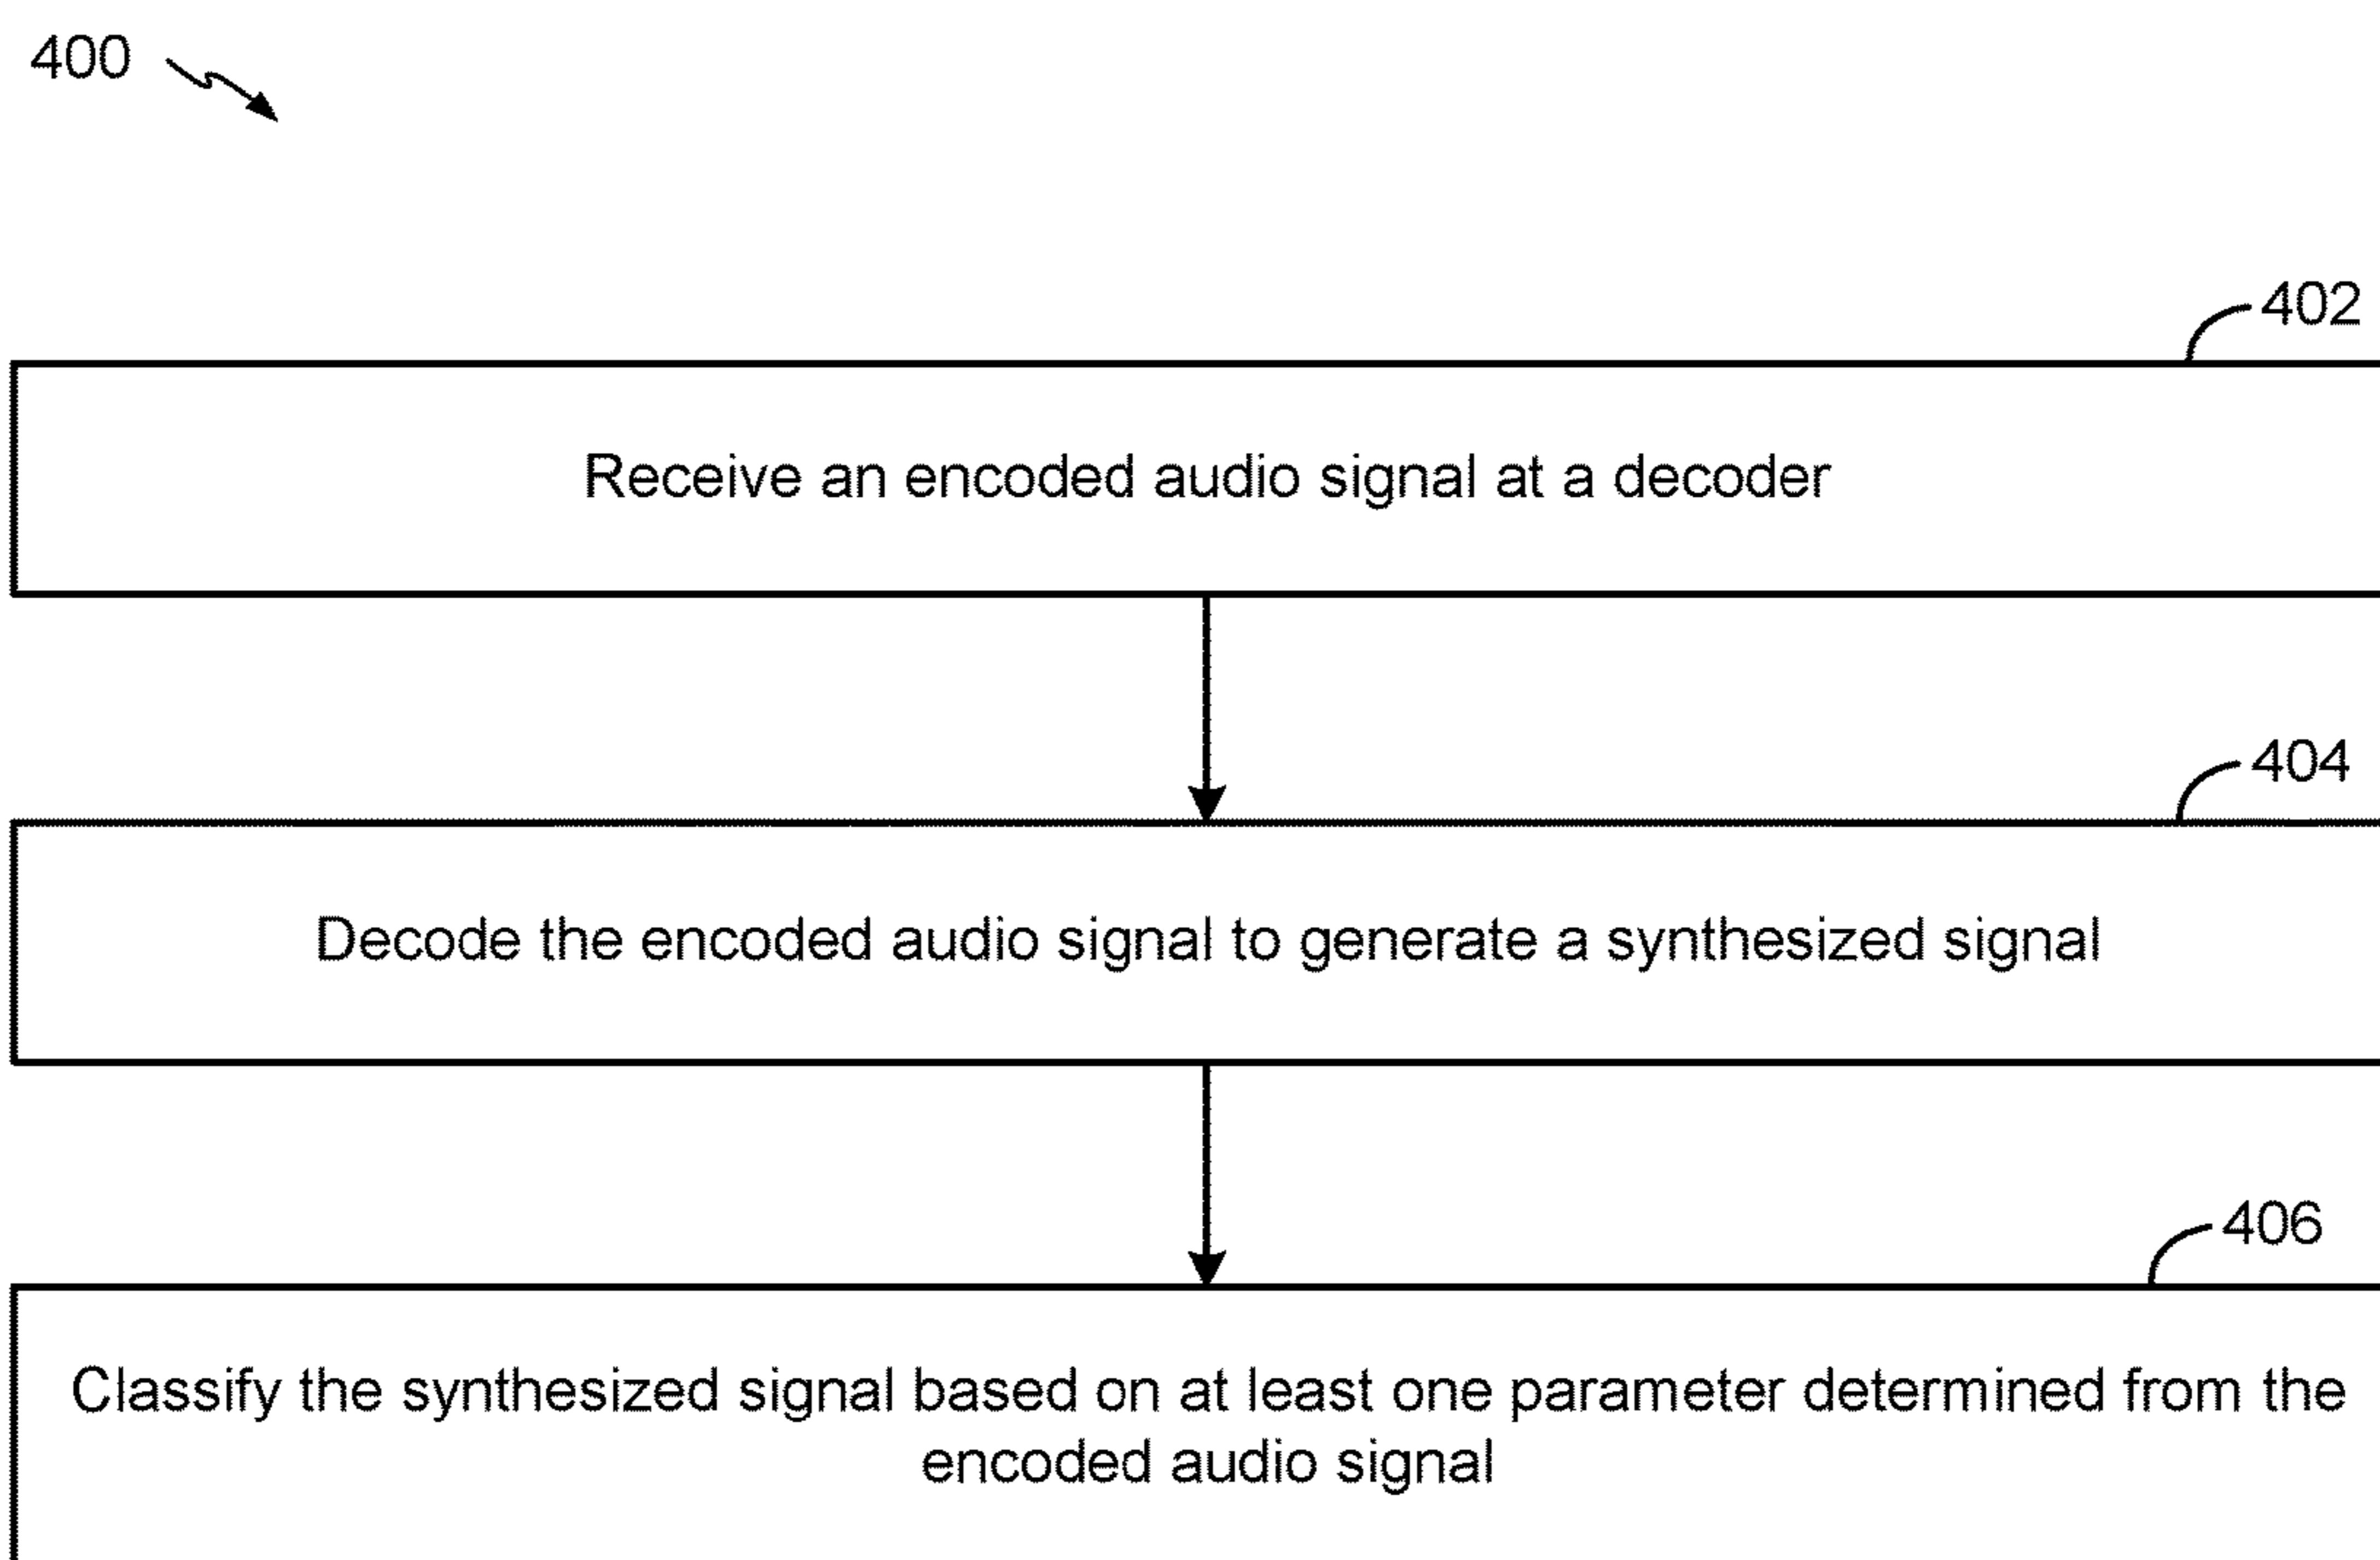 400
402
Receive an encoded audio signal at a decoder
404
Decode the encoded audio signal to generate a synthesized signal
406
Classify the synthesized signal based on at least one parameter determined from the
encoded audio signal